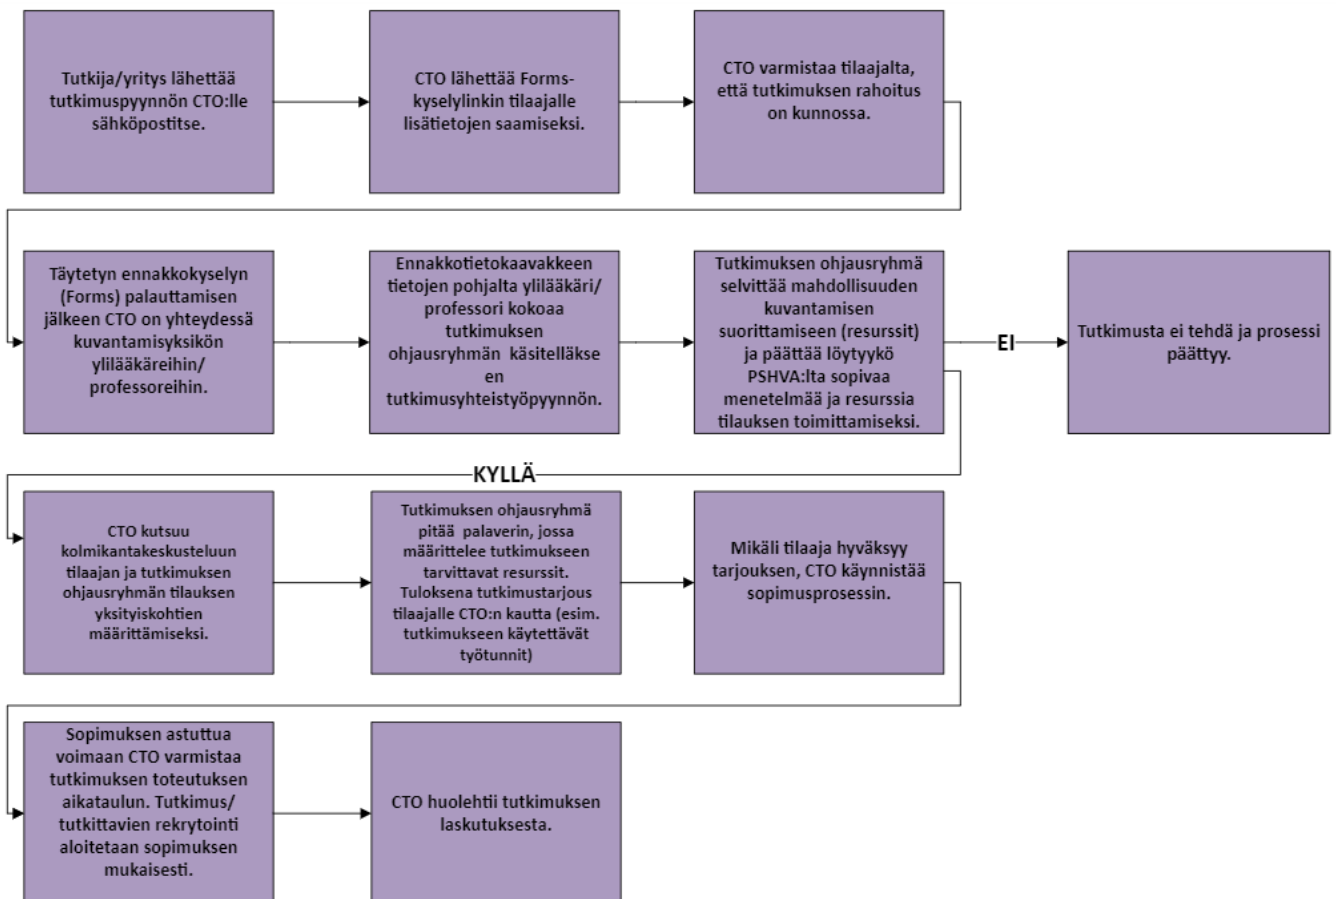 Tutkija/yritys lähettää
tutkimuspyynnön CTO:lle
sähköpostitse.
CTO lähettää Forms-
kyselylinkin tilaajalle
lisätietojen saamiseksi.
CTO varmistaa tilaajalta,
että tutkimuksen rahoitus
on kunnossa.
Täytetyn ennakkokyselyn
(Forms) palauttamisen
jälkeen CTO on yhteydessä
kuvantamisyksikön
ylilääkäreihin/
professoreihin.
Ennakkotietokaavakkeen
tietojen pohjalta ylilääkäri/
professori kokoaa
tutkimuksen
ohjausryhmän käsitelläkse
en
tutkimusyhteistyöpyynnön.
Tutkimuksen ohjausryhmä
selvittää mahdollisuuden
kuvantamisen
suorittamiseen (resurssit)
ja päättää löytyykö
PSHVA:lta sopivaa
menetelmää ja resurssia
tilauksen toimittamiseksi.
EI
Tutkimusta ei tehdä ja prosessi
päättyy.
KYLLÄ
CTO kutsuu
kolmikantakeskusteluun
tilaajan ja tutkimuksen
ohjausryhmän tilauksen
yksityiskohtien
määrittämiseksi.
Tutkimuksen ohjausryhmä
pitää palaverin, jossa
määrittelee tutkimukseen
tarvittavat resurssit.
Tuloksena tutkimustarjous
tilaajalle CTO:n kautta (esim.
tutkimukseen käytettävät
työtunnit)
Mikäli tilaaja hyväksyy
tarjouksen, CTO käynnistää
sopimusprosessin.
Sopimuksen astuttua
voimaan CTO varmistaa
tutkimuksen toteutuksen
aikataulun. Tutkimus/
tutkittavien rekrytointi
aloitetaan sopimuksen
mukaisesti.
CTO huolehtii tutkimuksen
laskutuksesta.